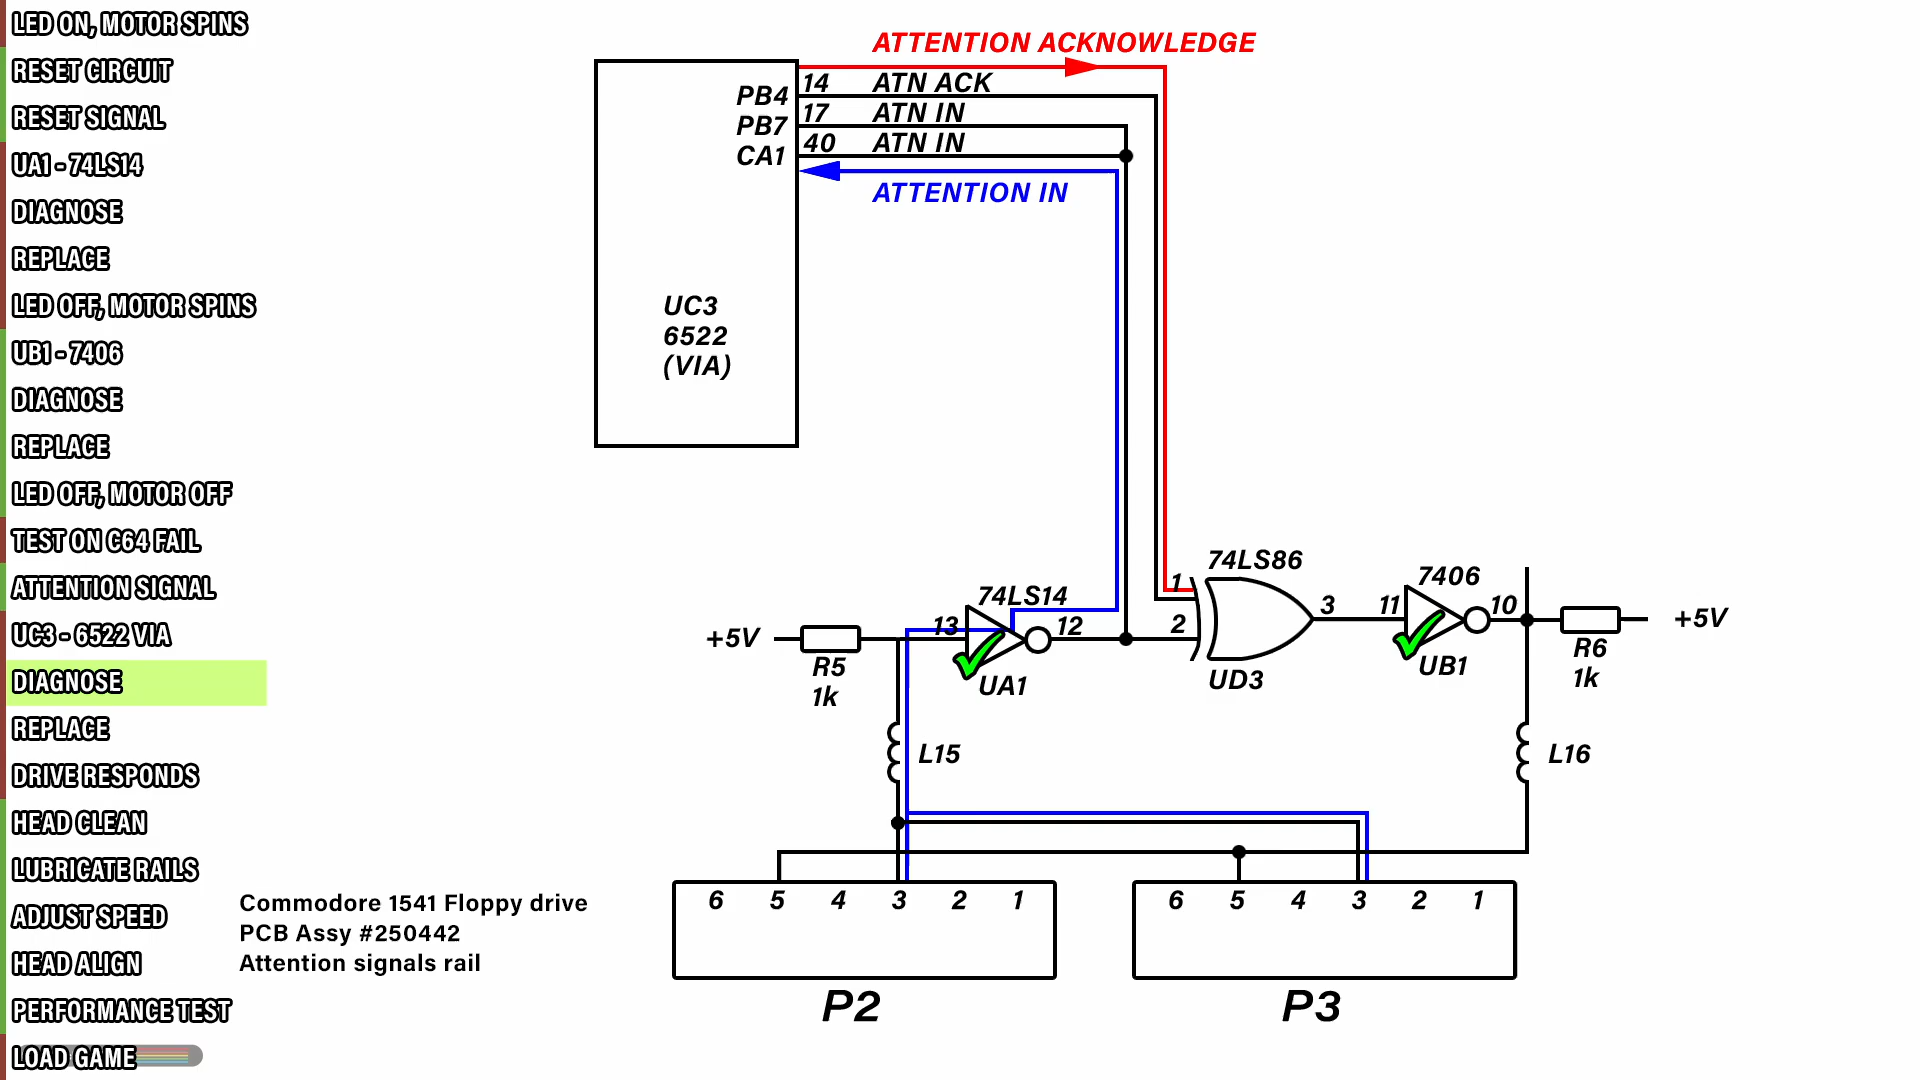 LED ON, MOTOR SPINS
RESET CIRCUIT
RESET SIGNAL
UA1 - 74LS14
DIAGNOSE
REPLACE
LED OFF, MOTOR SPINS
UB1 - 7406
DIAGNOSE
REPLACE
LED OFF, MOTOR OFF
TEST ON C64 FAIL
ATTENTION SIGNAL
UC3 - 6522 VIA
DIAGNOSE
REPLACE
DRIVE RESPONDS
HEAD CLEAN
LUBRICATE RAILS
ADJUST SPEED
HEAD ALIGN
PERFORMANCE TEST
LOAD GAME
ATTENTION ACKNOWLEDGE
PB4 14 ATN ACK
PB7 17 ATN IN
CA1 40 ATN IN
ATTENTION IN
UC3
6522
(VIA)
74LS86
7406
74LS14
1
3
11
10
+5V
13
12
2
+5V
R5
1k
UA1
UD3
UB1
R6
1k
L15
L16
6 5 4 3 2 1
6 5 4 3 2 1
P2
P3
Commodore 1541 Floppy drive
PCB Assy #250442
Attention signals rail